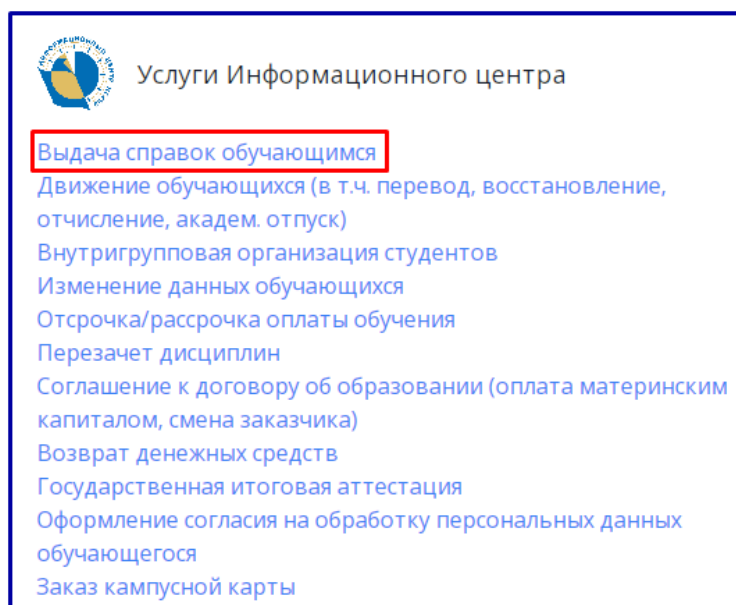 Услуги Информационного центра
Выдача справок обучающимся
Движение обучающихся (в т.ч. перевод, восстановление,
отчисление, академ. отпуск)
Внутригрупповая организация студентов
Изменение данных обучающихся
Отсрочка/рассрочка оплаты обучения
Перезачет дисциплин
Соглашение к договору об образовании (оплата материнским
капиталом, смена заказчика)
Возврат денежных средств
Государственная итоговая аттестация
Оформление согласия на обработку персональных данных
обучающегося
Заказ кампусной карты